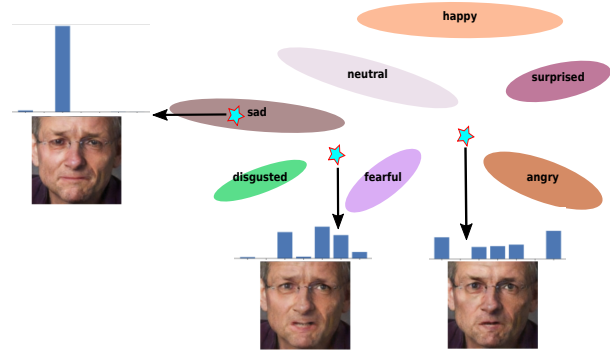 happy
neutral
surprised
sad
disgusted
fearful
angry